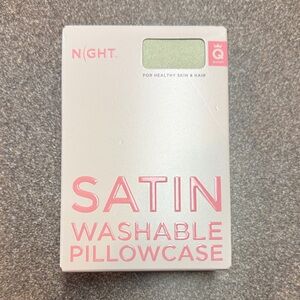 NIGHT.
Q
FOR HEALTHY SKIN & HAIR
SATIN
WASHABLE
PILLOWCASE